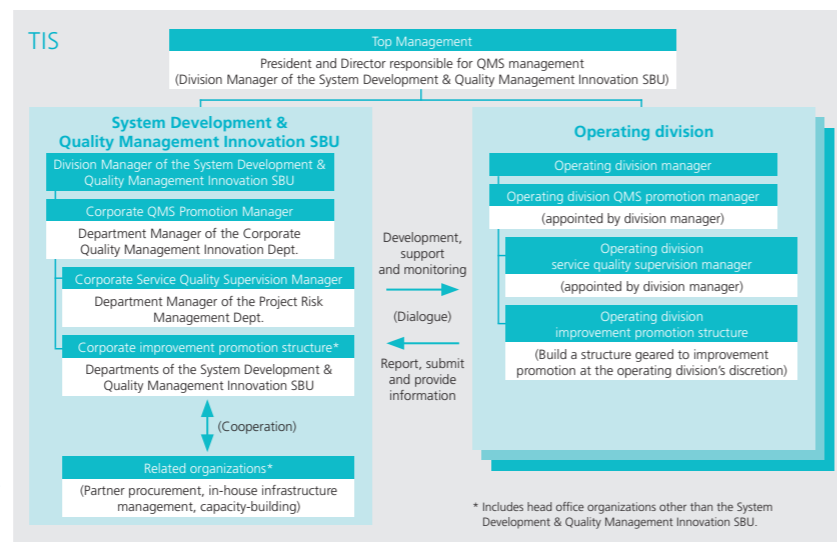 TIS
Top Management
President and Director responsible for QMS management
(Division Manager of the System Development & Quality Management Innovation SBU)
System Development &
Quality Management Innovation SBU
Division Manager of the System Development &
Quality Management Innovation SBU
Corporate QMS Promotion Manager
Department Manager of the Corporate
Quality Management Innovation Dept.
Corporate Service Quality Supervision Manager
Department Manager of the Project Risk
Management Dept.
Corporate improvement promotion structure*
Departments of the System Development &
Quality Management Innovation SBU
(Cooperation)
Related organizations*
(Partner procurement, in-house infrastructure
management, capacity-building)
Development,
support
and monitoring
(Dialogue)
Report, submit
and provide
information
Operating division
Operating division manager
Operating division QMS promotion manager
(appointed by division manager)
Operating division
service quality supervision manager
(appointed by division manager)
Operating division
improvement promotion structure
(Build a structure geared to improvement
promotion at the operating division's discretion)
* Includes head office organizations other than the System
Development & Quality Management Innovation SBU.